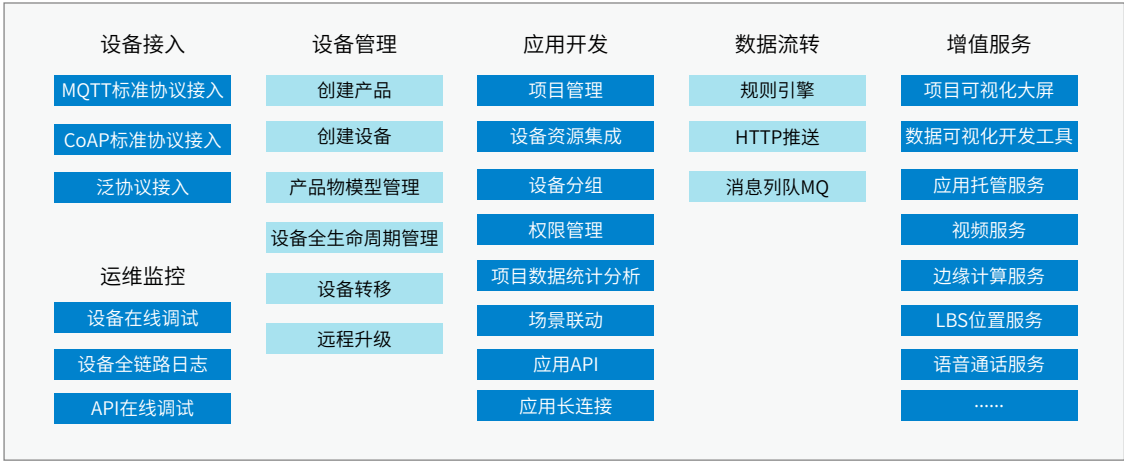 设备接入
MQTT标准协议接入
CoAP标准协议接入
泛协议接入
运维监控
设备在线调试
设备全链路日志
API在线调试
设备管理
创建产品
创建设备
产品物模型管理
设备全生命周期管理
设备转移
远程升级
应用开发
项目管理
设备资源集成
设备分组
权限管理
项目数据统计分析
场景联动
应用API
应用长连接
数据流转
规则引擎
HTTP推送
消息列队MQ
增值服务
项目可视化大屏
数据可视化开发工具
应用托管服务
视频服务
边缘计算服务
LBS位置服务
语音通话服务
······